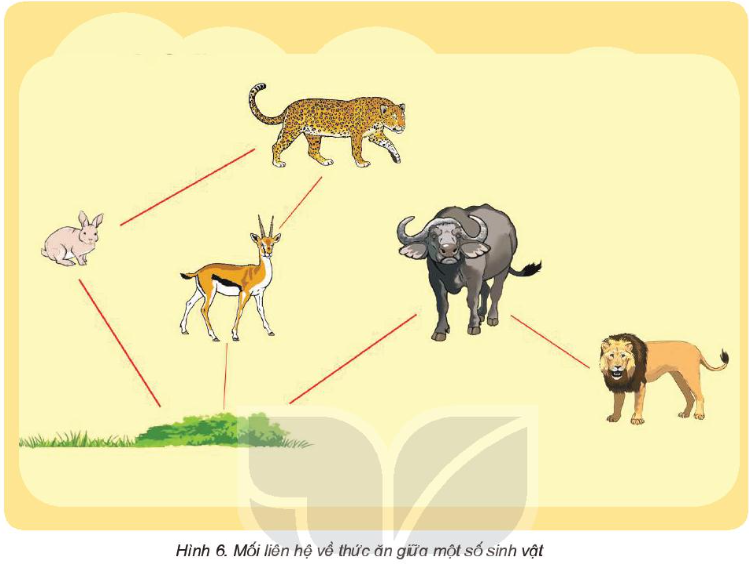 Hình 6. Mối liên hệ về thức ăn giữa một số sinh vật